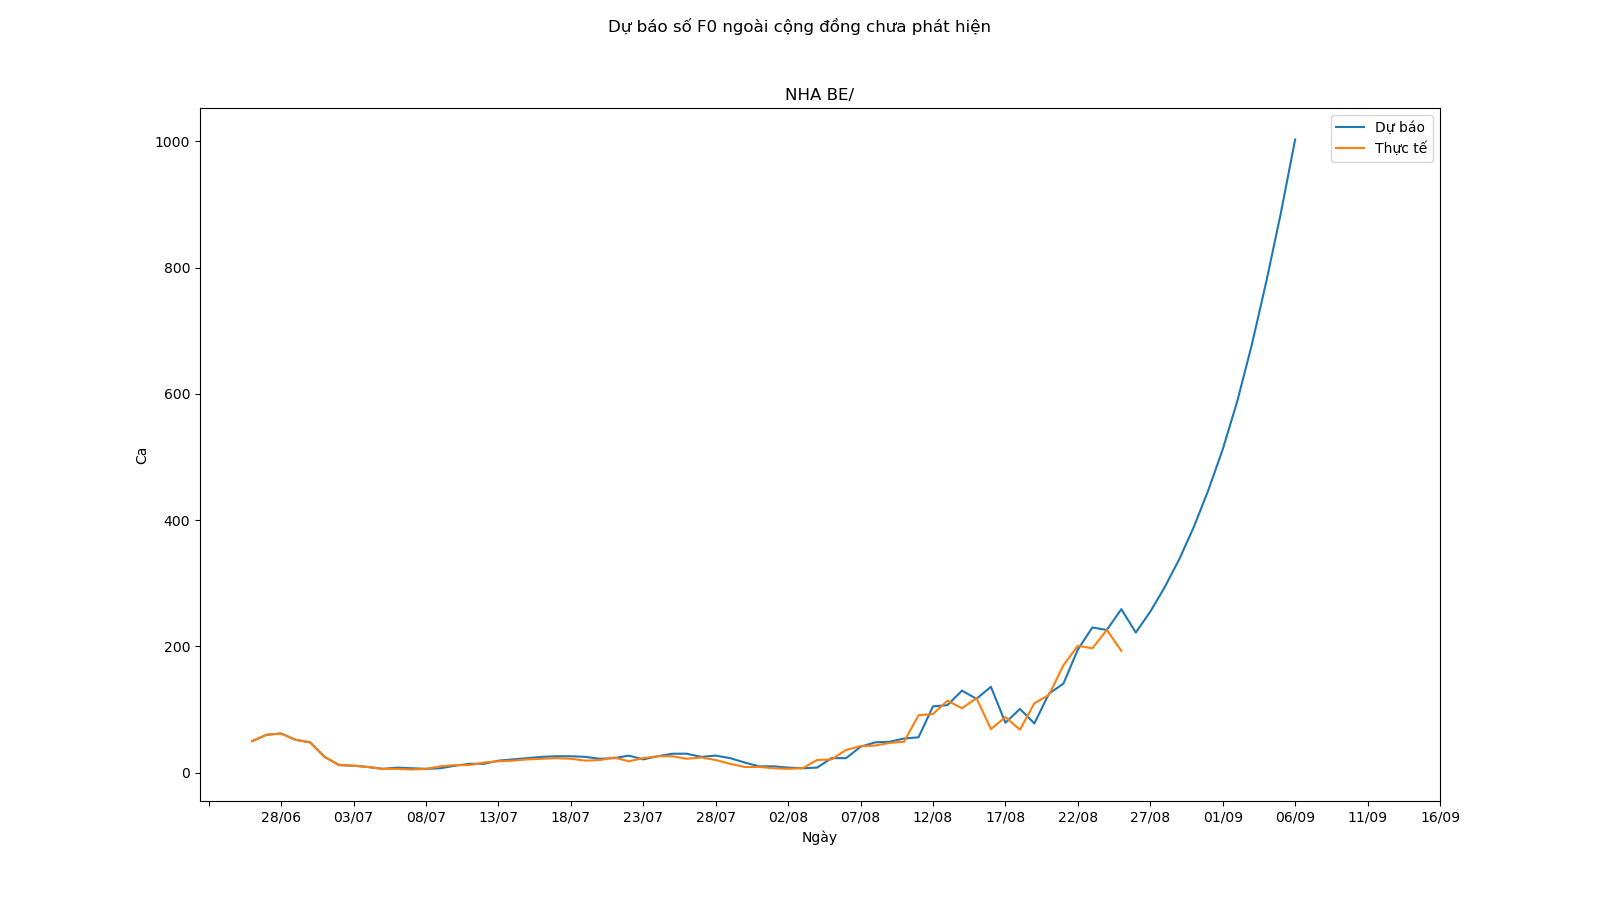 Dự báo số F0 ngoài cộng đồng chưa phát hiện
NHA BE/
Dự báo
Thực tế
1000
800
600
400
200
0
Ca
28/06 03/07 08/07 13/07 18/07 23/07 28/07 02/08 07/08 12/08 17/08 22/08 27/08 01/09 06/09 11/09 16/09
Ngày